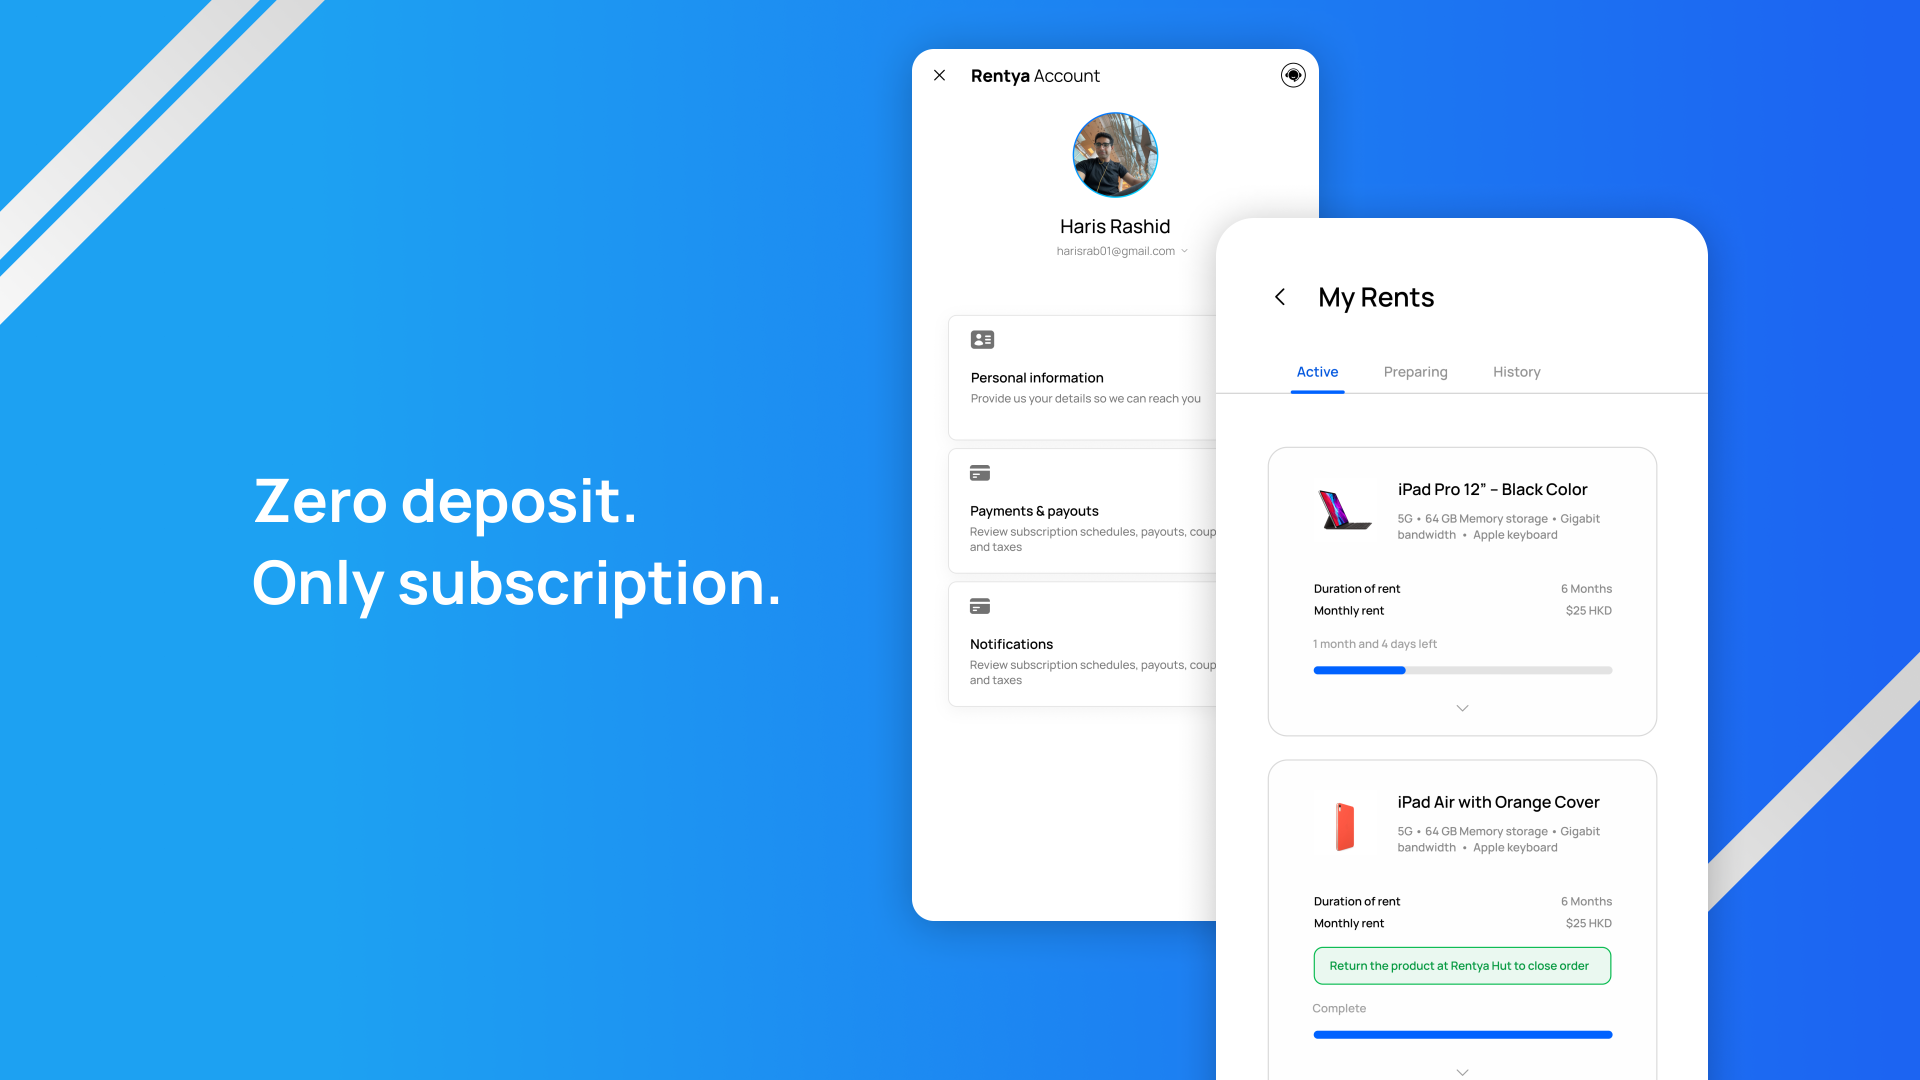 Zero deposit.
Only subscription.
Rentya Account
Haris Rashid
harisrab01@gmail.com
Personal information
Provide us your details so we can reach you
Payments & payouts
Review subscription schedules, payouts, coup
and taxes
Notifications
Review subscription schedules, payouts, coup
and taxes
My Rents
Active
Preparing
History
iPad Pro 12” – Black Color
5G • 64 GB Memory storage • Gigabit
bandwidth • Apple keyboard
Duration of rent
6 Months
Monthly rent
$25 HKD
1 month and 4 days left
iPad Air with Orange Cover
5G • 64 GB Memory storage • Gigabit
bandwidth • Apple keyboard
Duration of rent
6 Months
Monthly rent
$25 HKD
Return the product at Rentya Hut to close order
Complete